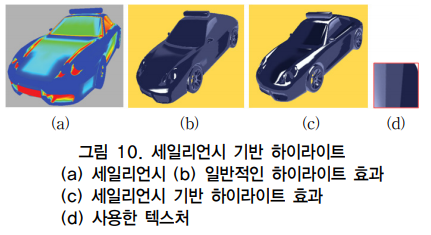 (a) (b) (c) (d)
그림 10. 세일리언시 기반 하이라이트
(a) 세일리언시 (b) 일반적인 하이라이트 효과
(c) 세일리언시 기반 하이라이트 효과
(d) 사용한 텍스처